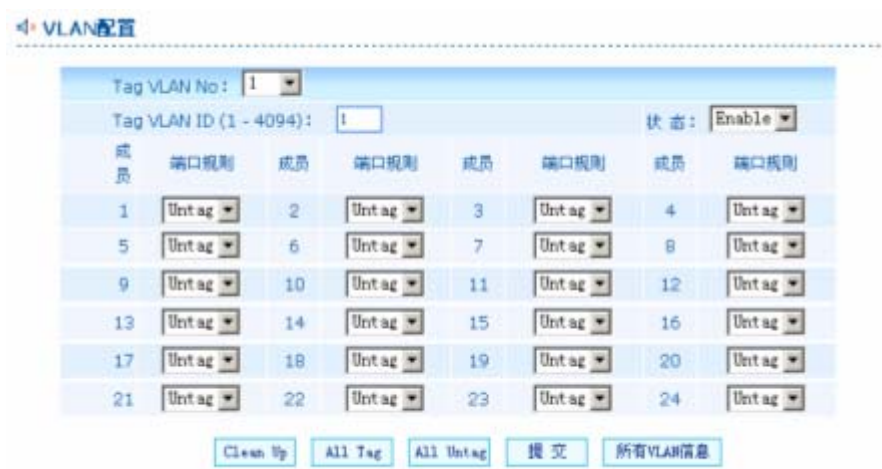 VLAN配置
Tag VLAN No: 1
Tag VLAN ID (1 - 4094): 1 状 态: Enable
成员 端口规则 成员 端口规则 成员 端口规则 成员 端口规则
1 Untag 2 Untag 3 Untag 4 Untag
5 Untag 6 Untag 7 Untag 8 Untag
9 Untag 10 Untag 11 Untag 12 Untag
13 Untag 14 Untag 15 Untag 16 Untag
17 Untag 18 Untag 19 Untag 20 Untag
21 Untag 22 Untag 23 Untag 24 Untag
Clean Up All Tag All Untag 提 交 所有VLAN信息